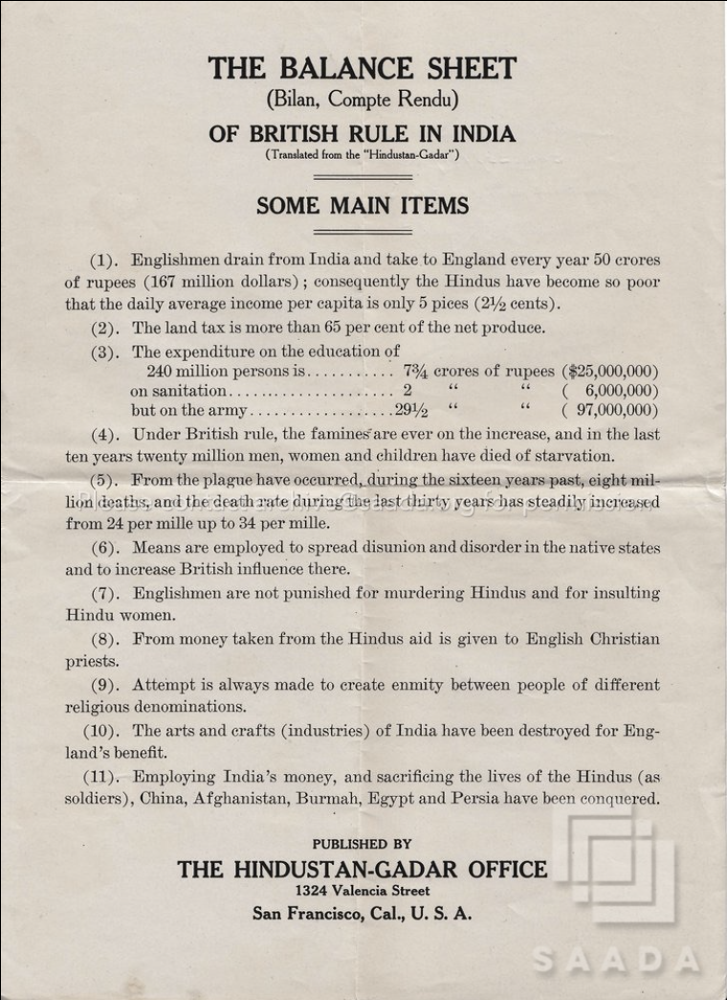 THE BALANCE SHEET
(Bilan, Compte Rendu)
OF BRITISH RULE IN INDIA
(Translated from the "Hindustan-Gadar")
SOME MAIN ITEMS
(1). Englishmen drain from India and take to England every year 50 crores
of rupees (167 million dollars); consequently the Hindus have become so poor
that the daily average income per capita is only 5 pices (2½ cents).
(2). The land tax is more than 65 per cent of the net produce.
(3). The expenditure on the education of
240 million persons is........... 7¾ crores of rupees ($25,000,000)
on sanitation..................... 2 " " ( 6,000,000)
but on the army..................29½ " " ( 97,000,000)
(4). Under British rule, the famines are ever on the increase, and in the last
ten years twenty million men, women and children have died of starvation.
(5). From the plague have occurred, during the sixteen years past, eight mil-
lion deaths, and the death rate during the last thirty years has steadily increased
from 24 per mille up to 34 per mille.
(6). Means are employed to spread disunion and disorder in the native states
and to increase British influence there.
(7). Englishmen are not punished for murdering Hindus and for insulting
Hindu women.
(8). From money taken from the Hindus aid is given to English Christian
priests.
(9). Attempt is always made to create enmity between people of different
religious denominations.
(10). The arts and crafts (industries) of India have been destroyed for Eng-
land's benefit.
(11). Employing India's money, and sacrificing the lives of the Hindus (as
soldiers), China, Afghanistan, Burmah, Egypt and Persia have been conquered.
PUBLISHED BY
THE HINDUSTAN-GADAR OFFICE
1324 Valencia Street
San Francisco, Cal., U. S. A.
SAADA